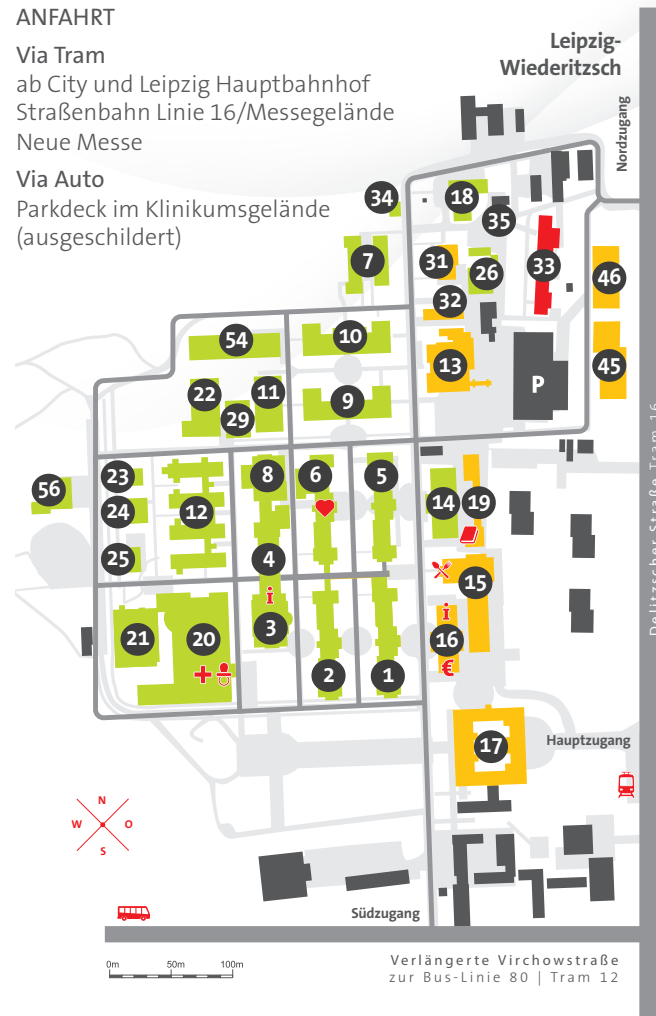 ANFAHRT
Via Tram
ab City und Leipzig Hauptbahnhof
Straßenbahn Linie 16/Messegelände
Neue Messe
Via Auto
Parkdeck im Klinikumsgelände
(ausgeschildert)
Leipzig-
Wiederitzsch
Nordzugang
34
18
35
7
31
26
33
46
32
54
10
13
45
P
22
11
9
29
56
23
8
6
5
14
19
24
12
25
4
15
i
i
21
20
3
16
2
1
€
17
Hauptzugang
Delitzscher Straße Tram 16
N
W
O
S
Südzugang
0m
50m
100m
Verlängerte Virchowstraße
zur Bus-Linie 80 | Tram 12